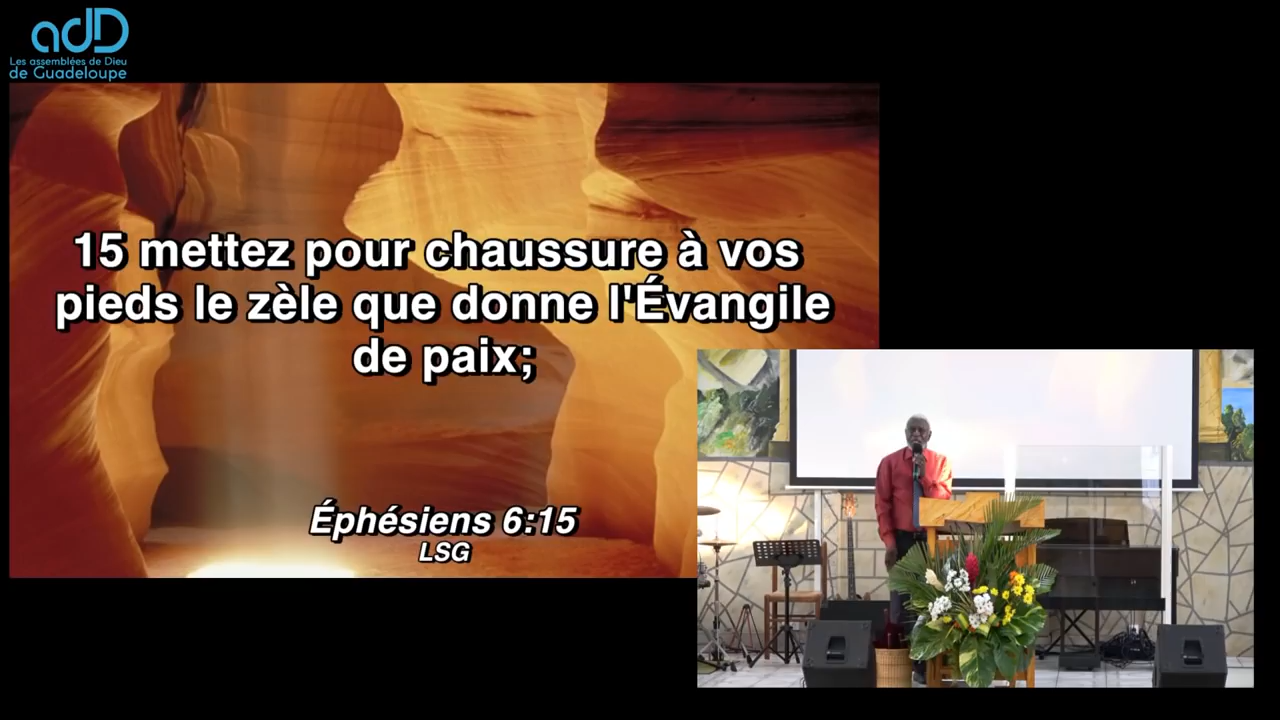 adD
Les assemblées de Dieu
de Guadeloupe
15 mettez pour chaussure à vos
pieds le zèle que donne l'Évangile
de paix;
Éphésiens 6:15
LSG